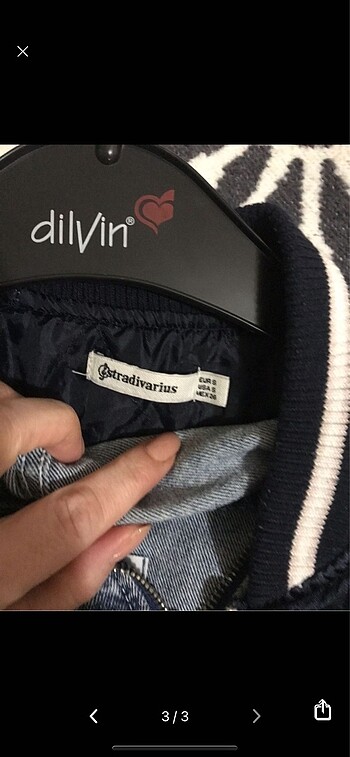 dilvin®
stradivarius
EUR S
USA S
MEX 26
3/3